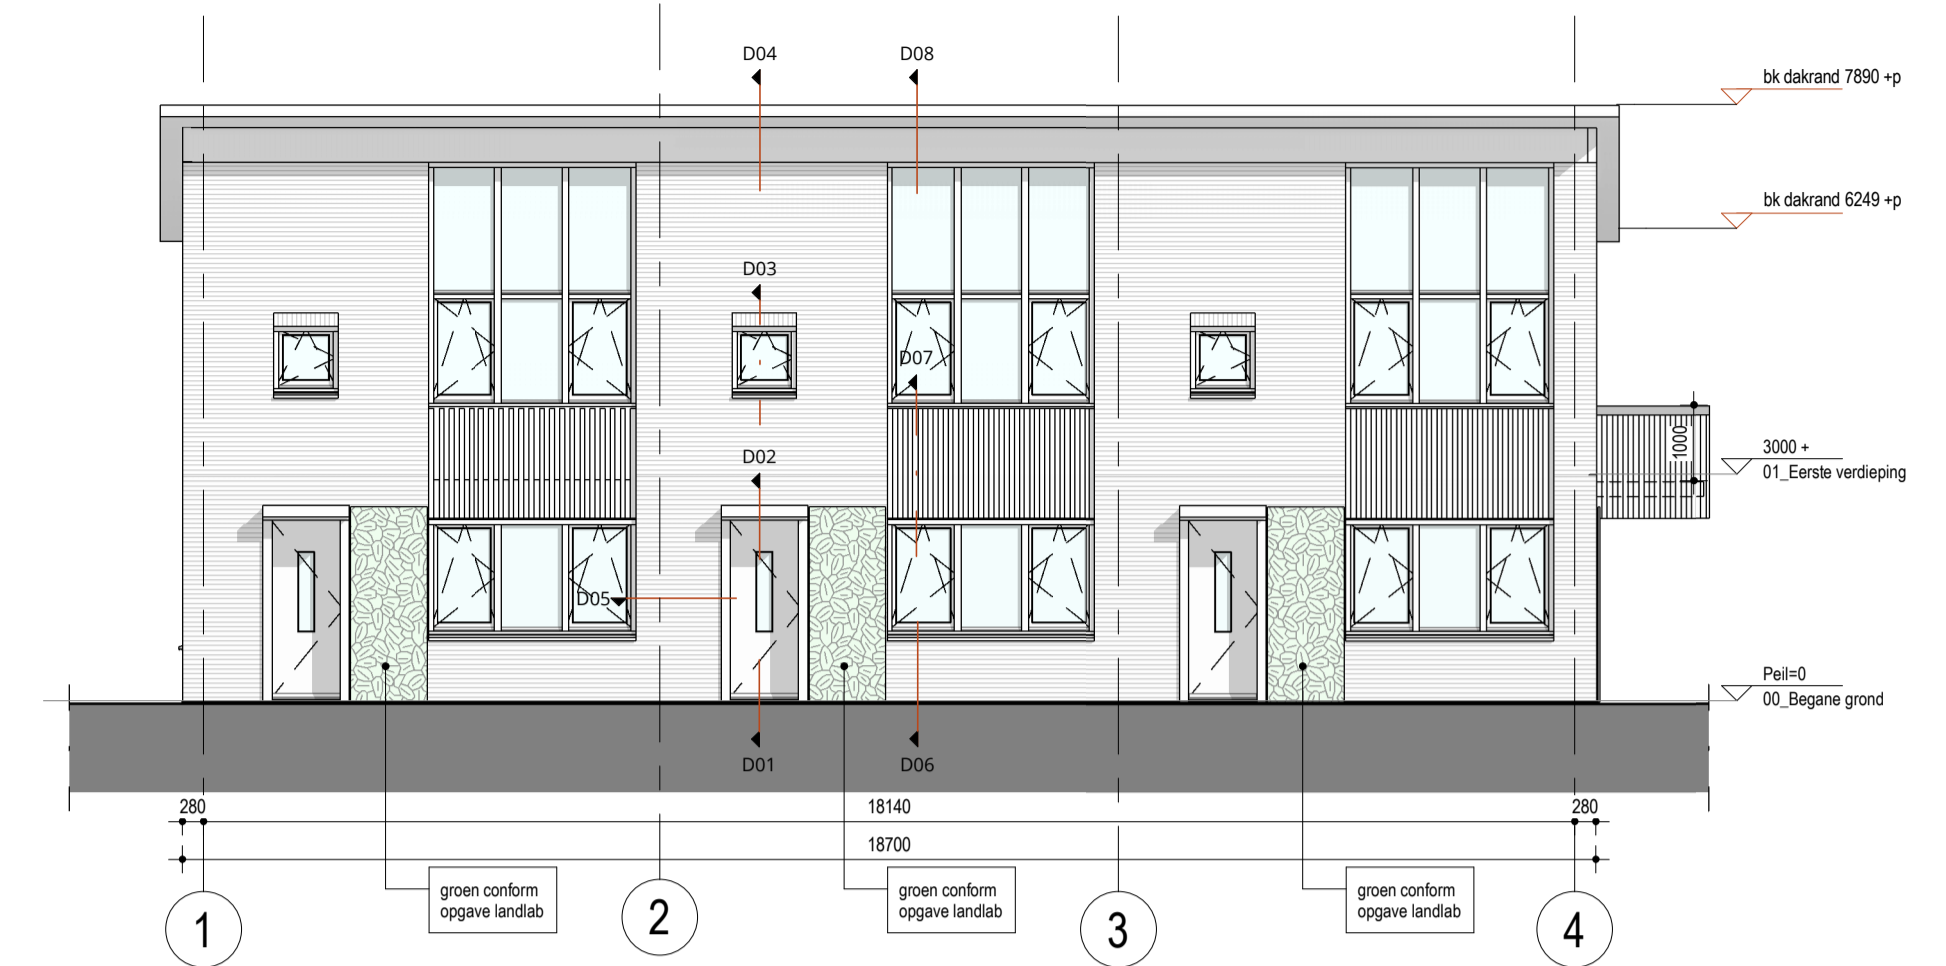 D04
D08
bk dakrand 7890 +p
bk dakrand 6249 +p
D03
D07
D02
1000
3000 +
01_Eerste verdieping
D05
Peil=0
00_Begane grond
D01
D06
280
18140
280
18700
groen conform
opgave landlab
groen conform
opgave landlab
groen conform
opgave landlab
1
2
3
4